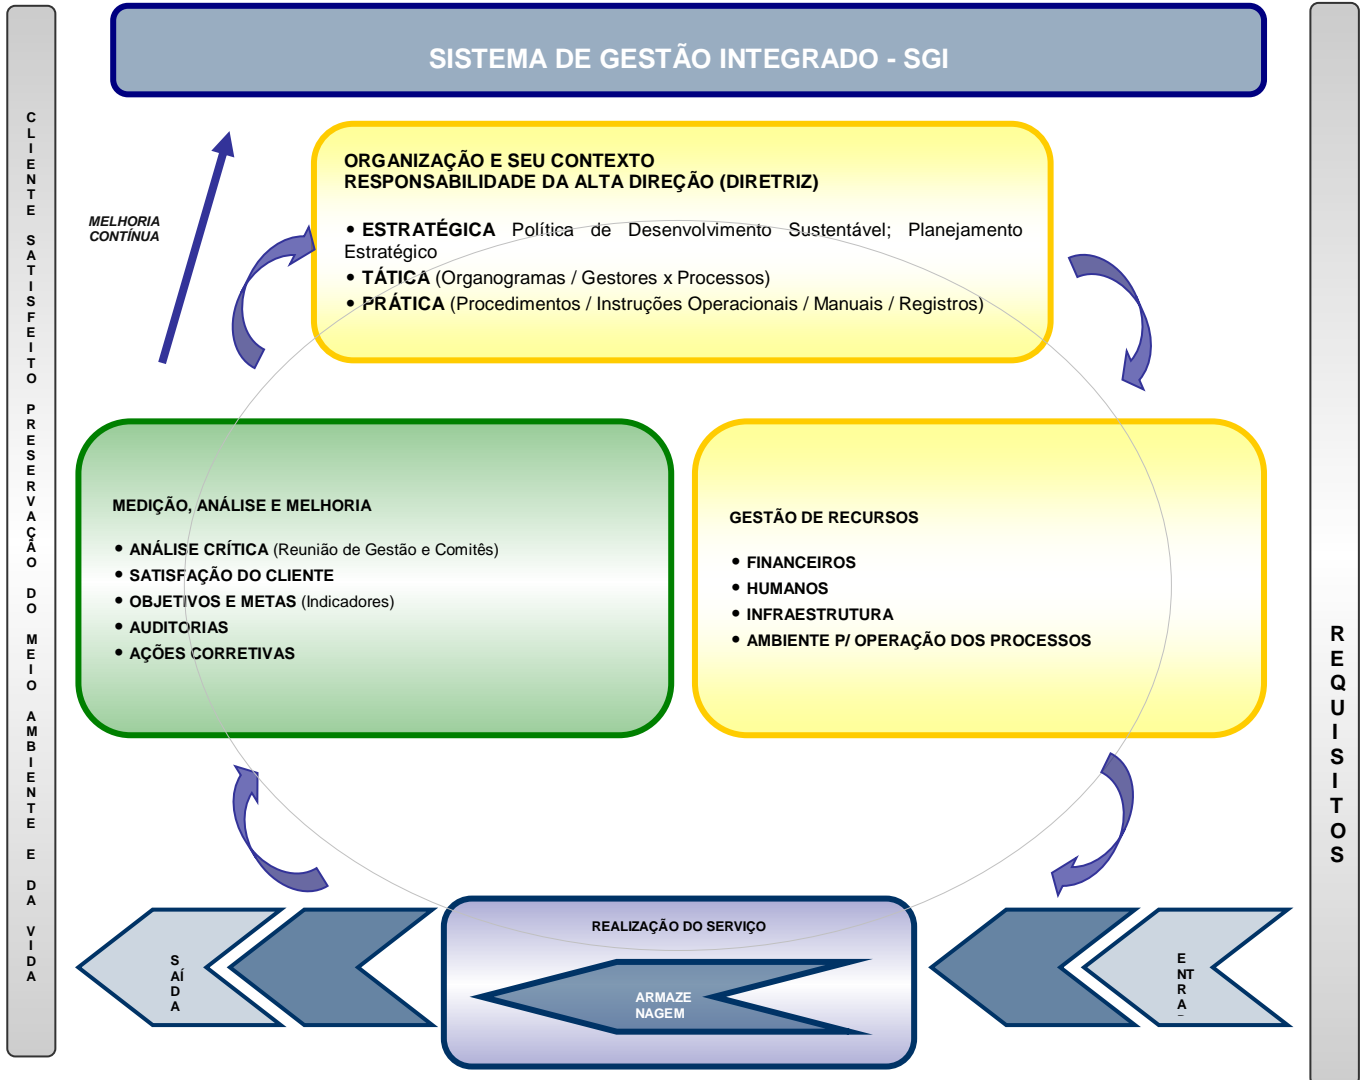 SISTEMA DE GESTÃO INTEGRADO - SGI
CLIENTE SATISFEITO PRESERVAÇÃO DO MEIO AMBIENTE E DA VIDA
MELHORIA
CONTÍNUA
ORGANIZAÇÃO E SEU CONTEXTO
RESPONSABILIDADE DA ALTA DIREÇÃO (DIRETRIZ)
• ESTRATÉGICA Política de Desenvolvimento Sustentável; Planejamento
Estratégico
• TÁTICA (Organogramas / Gestores x Processos)
• PRÁTICA (Procedimentos / Instruções Operacionais / Manuais / Registros)
MEDIÇÃO, ANÁLISE E MELHORIA
• ANÁLISE CRÍTICA (Reunião de Gestão e Comitês)
• SATISFAÇÃO DO CLIENTE
• OBJETIVOS E METAS (Indicadores)
• AUDITORIAS
• AÇÕES CORRETIVAS
GESTÃO DE RECURSOS
• FINANCEIROS
• HUMANOS
• INFRAESTRUTURA
• AMBIENTE P/ OPERAÇÃO DOS PROCESSOS
REQUISITOS
SAÍDA
REALIZAÇÃO DO SERVIÇO
ARMAZE
NAGEM
ENTRA